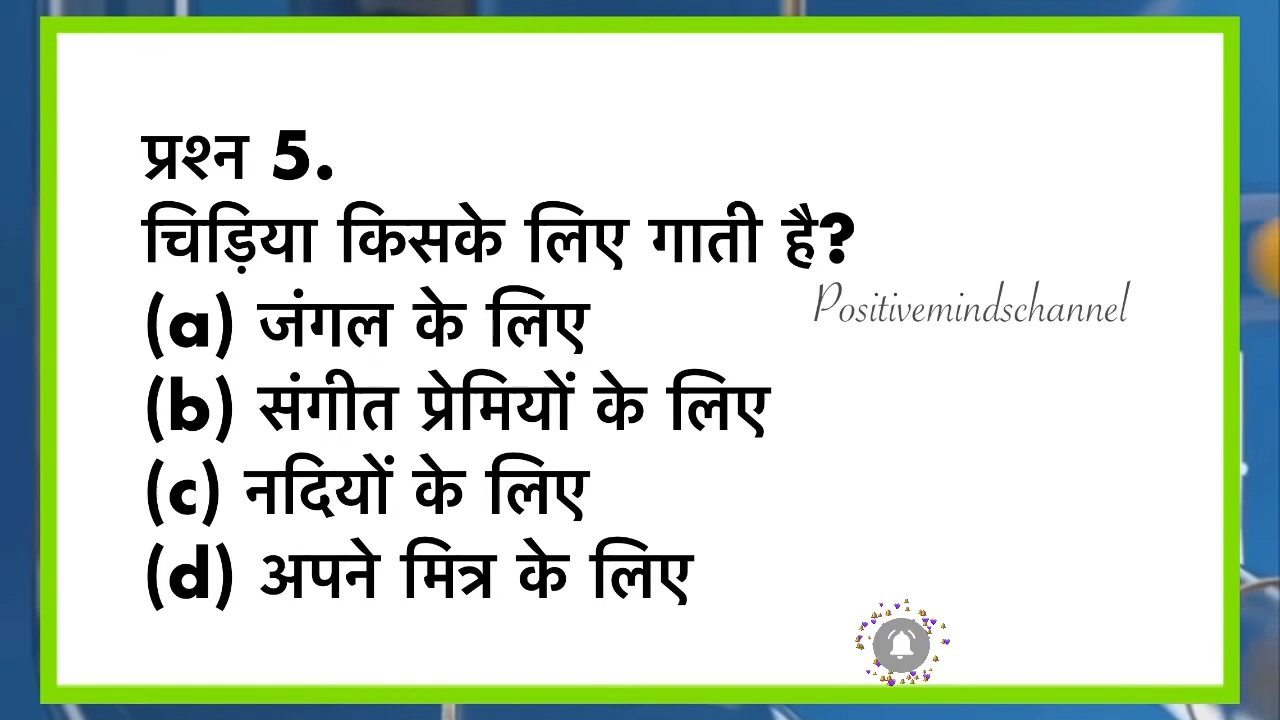 प्रश्न 5.
चिड़िया किसके लिए गाती है?
(a) जंगल के लिए
Positivemindschannel
(b) संगीत प्रेमियों के लिए
(c) नदियों के लिए
(d) अपने मित्र के लिए